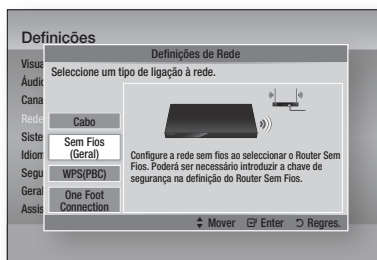 Definições
Definições de Rede
Seleccione um tipo de ligação à rede.
Visua
Áudio
Cana
Rede
Siste
Idiom
Segu
Geral
Assis
Cabo
Sem Fios
(Geral)
WPS(PBC)
One Foot
Connection
Configure a rede sem fios ao seleccionar o Router Sem
Fios. Poderá ser necessário introduzir a chave de
segurança na definição do Router Sem Fios.
Mover Enter Regres.